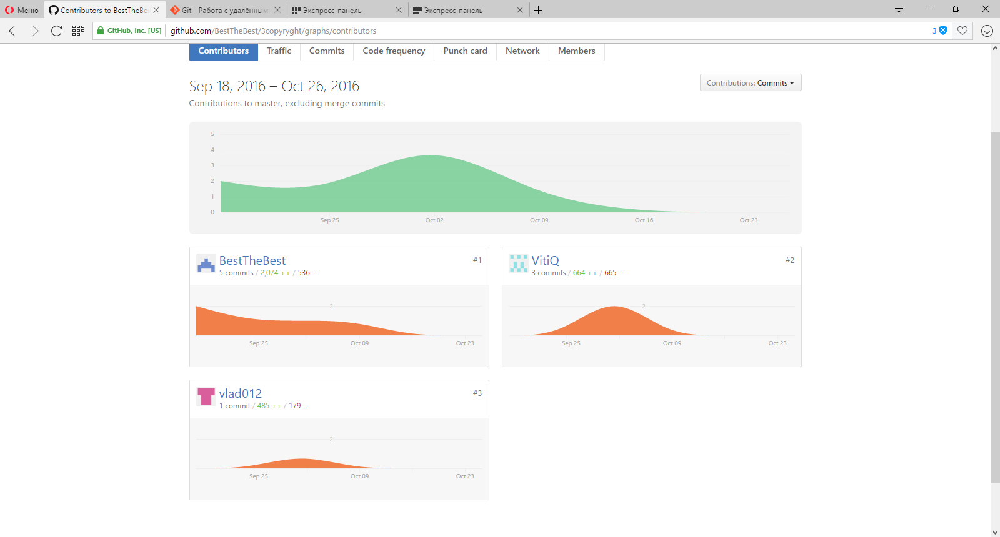 Меню
Contributors to BestTheBe
Git - Работа с удалённым
Экспресс-панель
Экспресс-панель
GitHub, Inc. [US]
github.com/BestTheBest/3copyryght/graphs/contributors
3
Contributors Traffic Commits Code frequency Punch card Network Members
Sep 18, 2016 – Oct 26, 2016
Contributions: Commits
Contributions to master, excluding merge commits
5
4
3
2
1
0
Sep 25 Oct 02 Oct 09 Oct 16 Oct 23
BestTheBest #1
5 commits / 2,074 ++ / 536 --
2
Sep 25 Oct 09 Oct 23
VitiQ #2
3 commits / 664 ++ / 665 --
2
Sep 25 Oct 09 Oct 23
vlad012 #3
1 commit / 485 ++ / 179 --
2
Sep 25 Oct 09 Oct 23